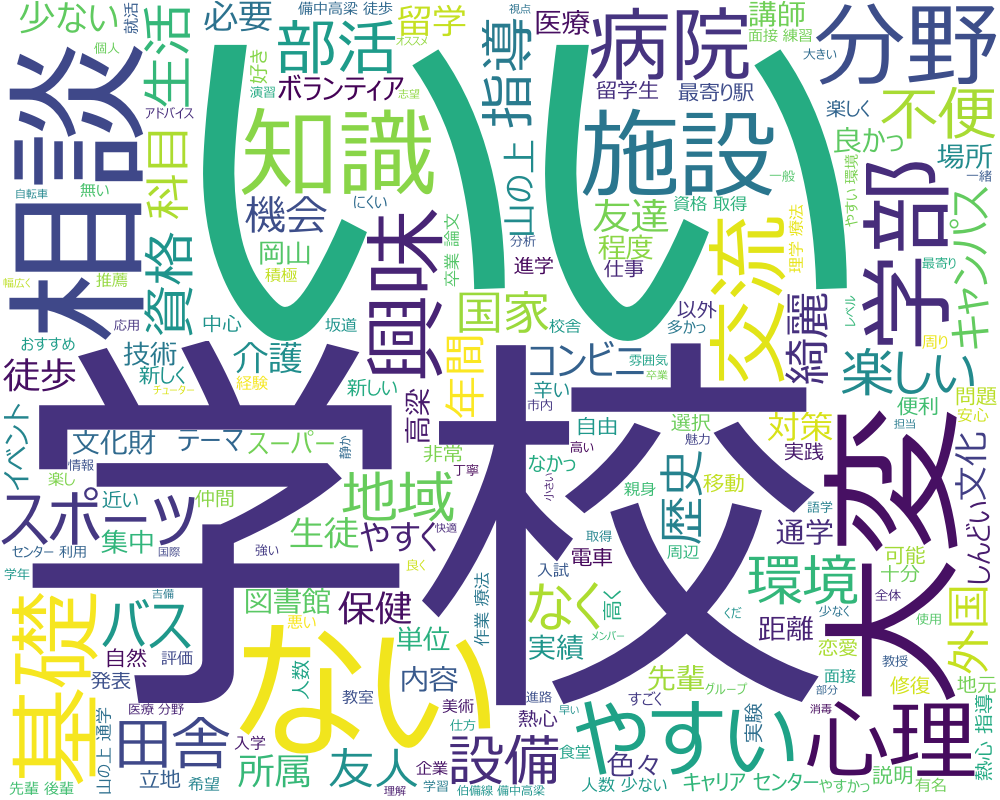 少ない
就活
個人
生活
必要
備中高梁 徒歩
留学
オススメ
視点
医療
講師
面接 練習
大きい
分野
相談
いい
部活
好き
演習
ボランティア
志望
指導
病院
留学生
最寄り駅
楽しく
不便
アドバイス
知識
施設
良かっ
場所
一緒
科目
無い
自転車
機会
にくい
山の上
友達
資格 取得
一般
やすい 環境
学部
キャンパス
興味
卒業 論文
分析
程度
交流
理学 療法
資格
岡山
積極
進学
仕事
最寄り
幅広く
推薦
国家
以外
綺麗
レベル
応用
中心
坂道
校舎
多かっ
周り
おすすめ
技術
介護
年間
コンビニ
雰囲気
卒業
楽しい
徒歩
新しく
経験
チューター
新しい
高梁
辛い
市内
学校
大変
便利
問題
安心
イベント
文化財
テーマ
スーパー
静か
非常
なかっ
高い
自由
選択
魅力
対策
実践
担当
情報
楽し
丁寧
小さい
スポーツ
近い
仲間
地域
親身
歴史
移動
語学
しんどい
文化
センター 利用
国際
集中
強い
生徒
やすく
快適
電車
取得
周辺
通学
学年
吉備
良く
入試
可能
十分
基礎
バス
図書館
悪い
保健
作業 療法
なく
環境
くだ
少なく
全体
使用
外国
ない
単位
実績
メンバー
距離
自然
評価
人数
恋愛
教授
発表
内容
先輩
グループ
面接
部分
修復
地元
医療 分野
教室
美術
熱心
進路
早い
すごく
やすい
実験
消毒
心理
熱心 指導
山の上 通学
田舎
入学
仕方
設備
食堂
色々
立地
希望
所属
友人
企業
学習
理解
伯備線 備中高梁
人数 少ない
キャリア センター
やすかっ
説明
有名
先輩 後輩